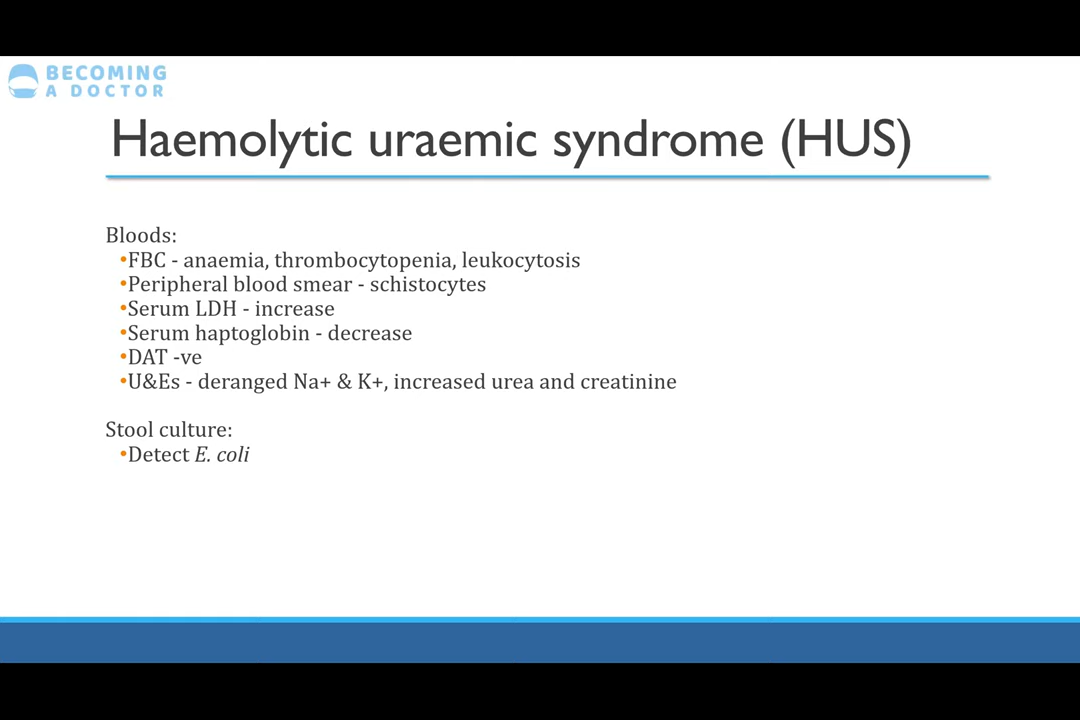 BECOMING
A DOCTOR
Haemolytic uraemic syndrome (HUS)
Bloods:
•FBC - anaemia, thrombocytopenia, leukocytosis
•Peripheral blood smear - schistocytes
•Serum LDH - increase
•Serum haptoglobin - decrease
•DAT -ve
•U&Es - deranged Na+ & K+, increased urea and creatinine
Stool culture:
•Detect E. coli